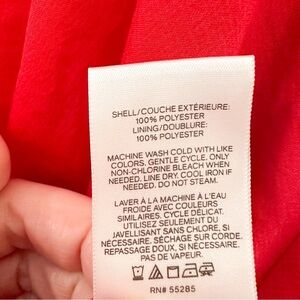 SHELL/COUCHE EXTÉRIEURE:
100% POLYESTER
LINING/DOUBLURE:
100% POLYESTER
MACHINE WASH COLD WITH LIKE
COLORS. GENTLE CYCLE. ONLY
NON-CHLORINE BLEACH WHEN
NEEDED. LINE DRY. COOL IRON IF
NEEDED. DO NOT STEAM.
LAVER À LA MACHINE À L'EAU
FROIDE AVEC COULEURS
SIMILAIRES. CYCLE DÉLICAT.
UTILISEZ SEULEMENT DU
JAVELLISANT SANS CHLORE, SI
NÉCESSAIRE. SÉCHAGE SUR CORDE.
REPASSAGE DOUX, SI NÉCESSAIRE.
PAS DE VAPEUR.
RN# 55285